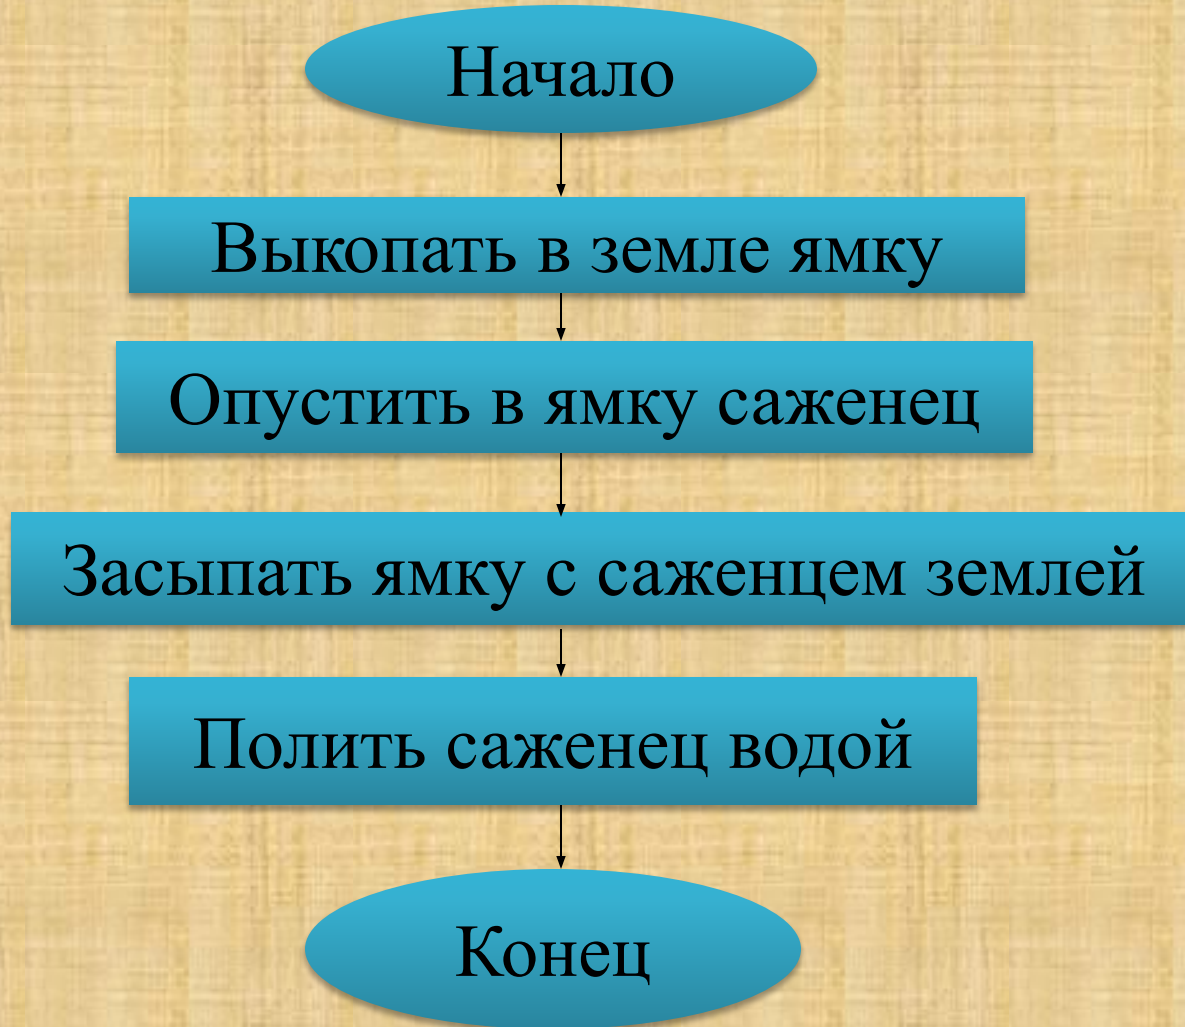 Начало
Выкопать в земле ямку
Опустить в ямку саженец
Засыпать ямку с саженцем землей
Полить саженец водой
Конец